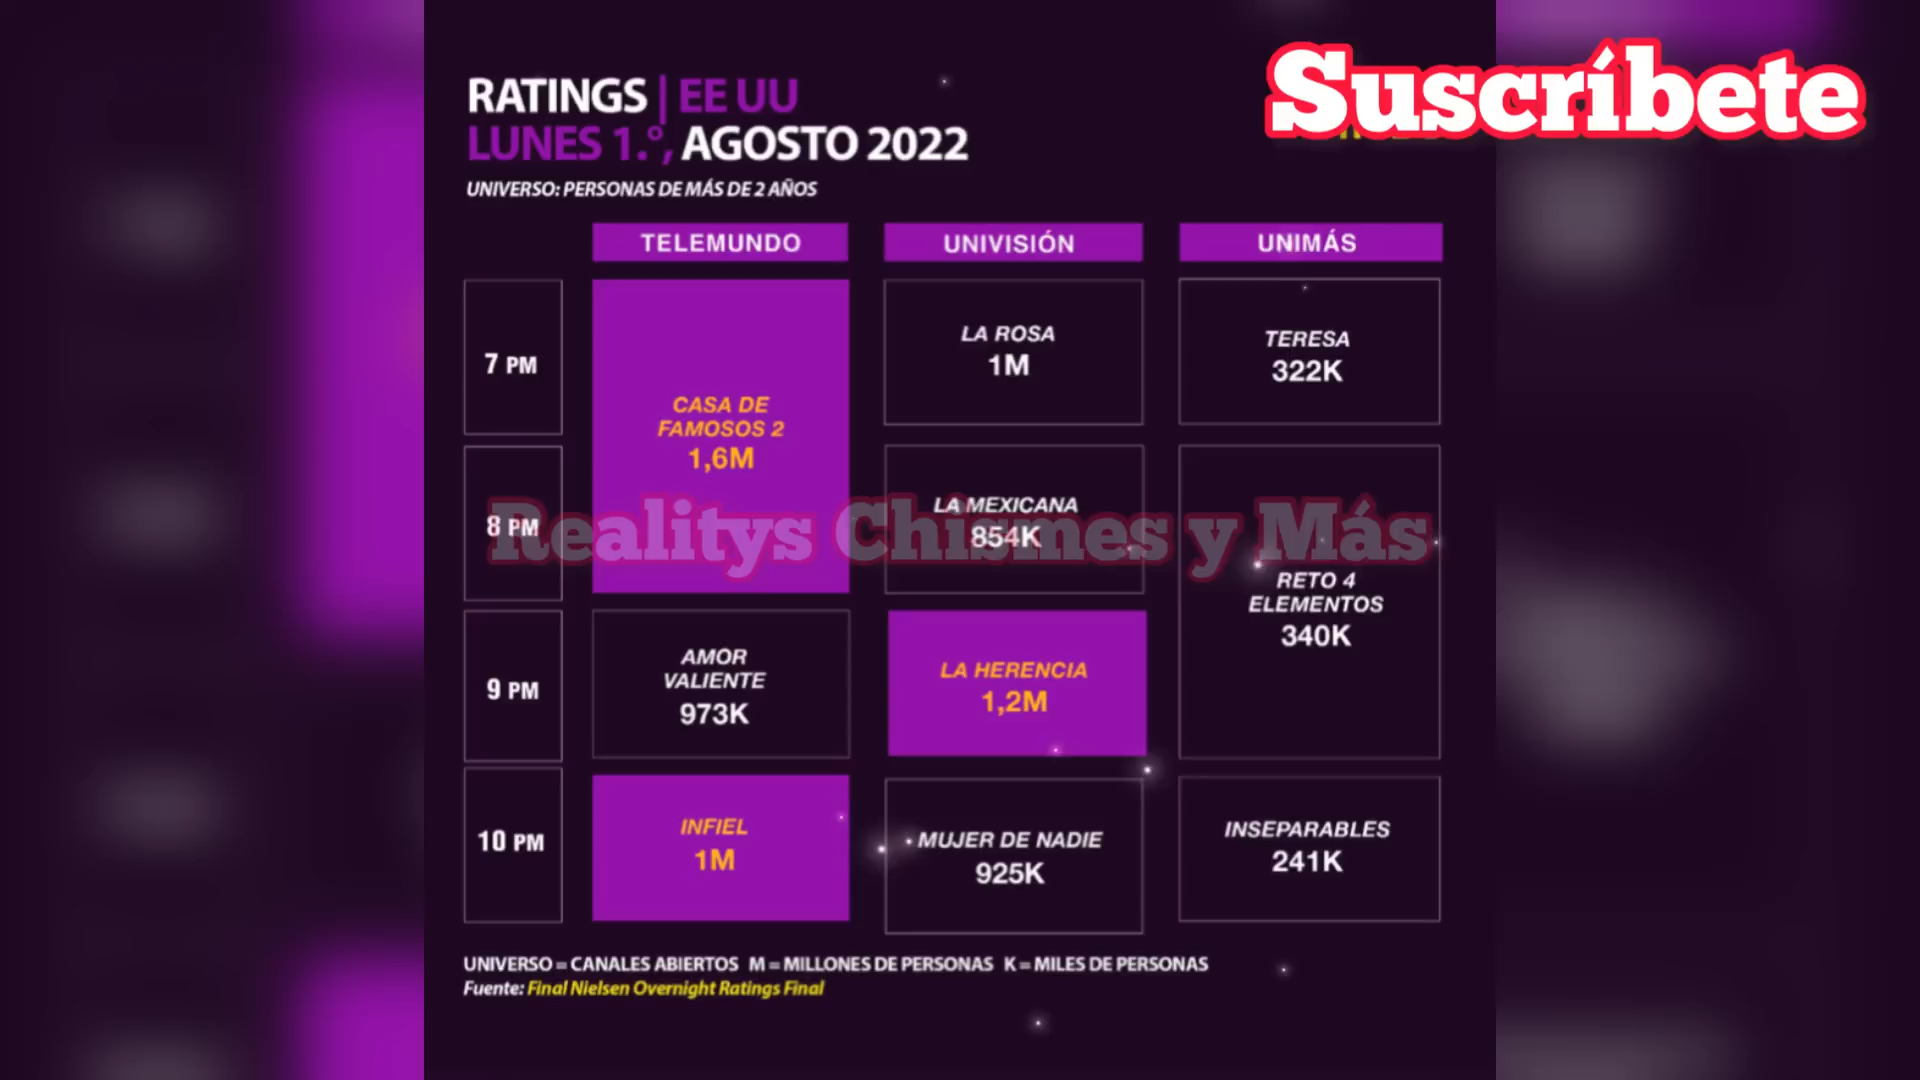 RATINGS | EE UU
LUNES 1.º, AGOSTO 2022
Suscríbete
UNIVERSO: PERSONAS DE MÁS DE 2 AÑOS
TELEMUNDO UNIVISIÓN UNIMÁS
7 PM
CASA DE
FAMOSOS 2
1,6M
LA ROSA
1M
TERESA
322K
8 PM
LA MEXICANA
854K
Realitys Chismes y Más
RETO 4
ELEMENTOS
340K
9 PM
AMOR
VALIENTE
973K
LA HERENCIA
1,2M
10 PM
INFIEL
1M
MUJER DE NADIE
925K
INSEPARABLES
241K
UNIVERSO = CANALES ABIERTOS M = MILLONES DE PERSONAS K = MILES DE PERSONAS
Fuente: Final Nielsen Overnight Ratings Final